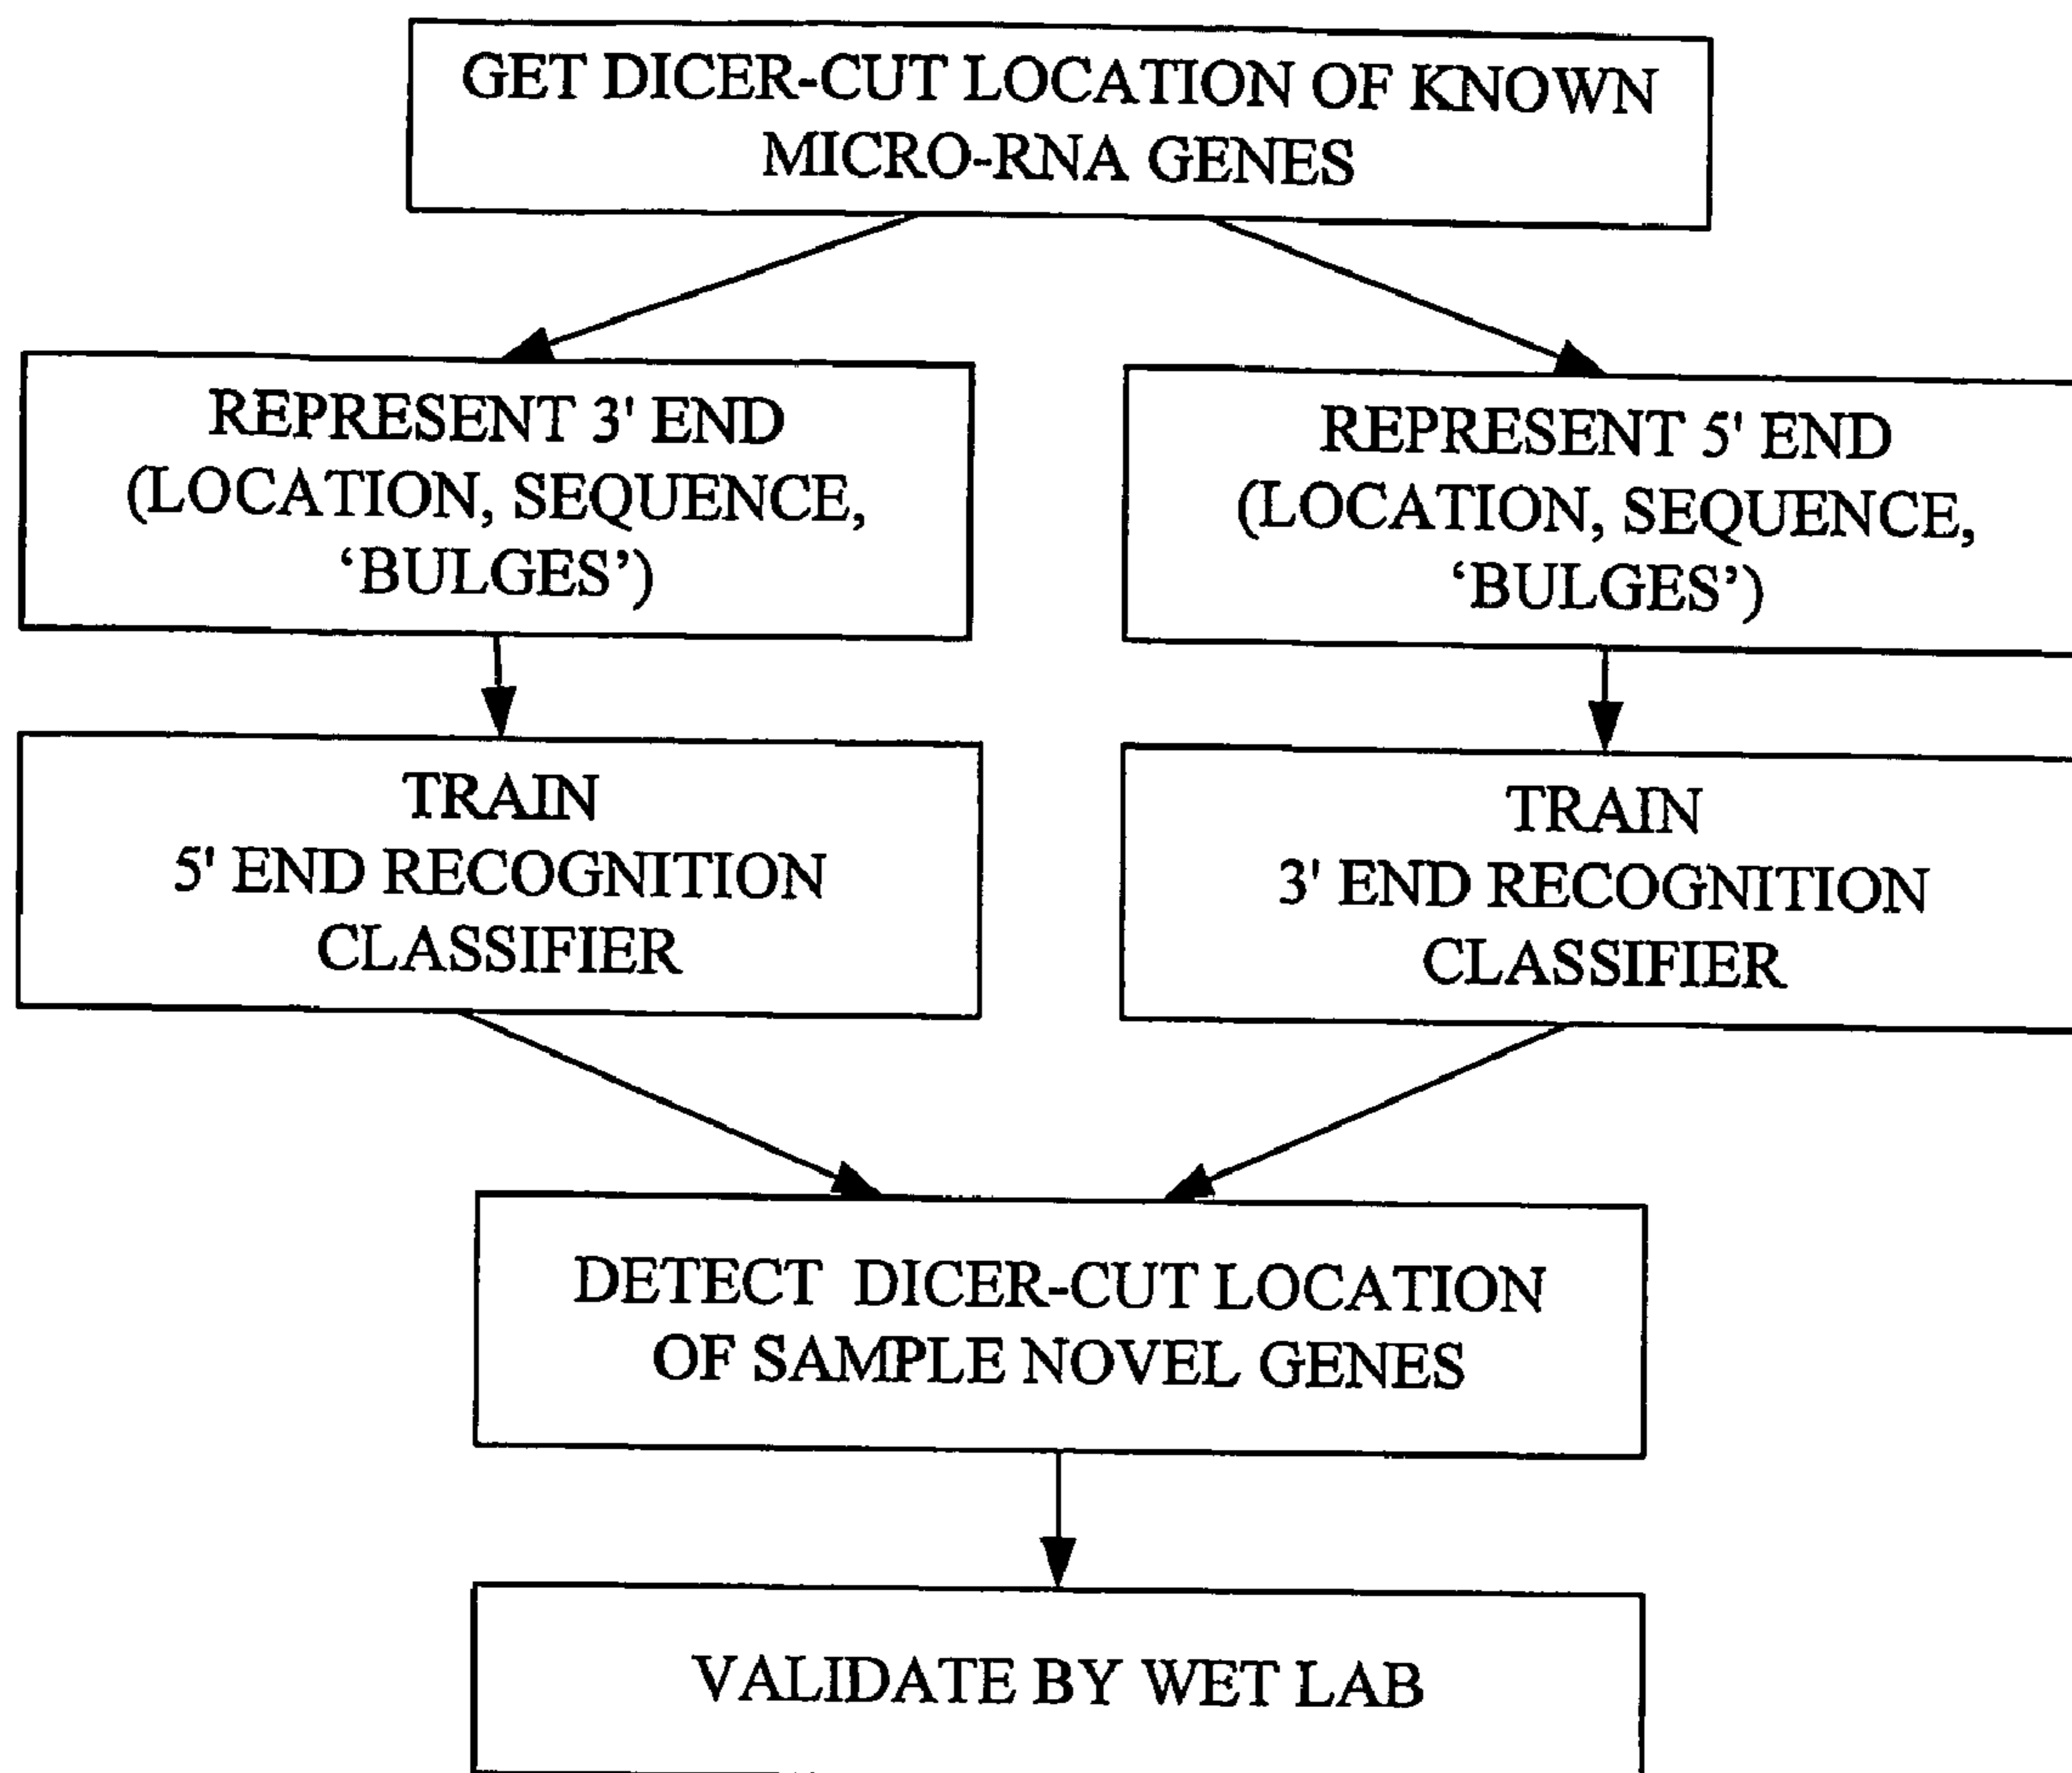 GET DICER-CUT LOCATION OF KNOWN
MICRO-RNA GENES
REPRESENT 3' END
(LOCATION, SEQUENCE,
‘BULGES’)
REPRESENT 5' END
(LOCATION, SEQUENCE,
‘BULGES’)
TRAIN
5' END RECOGNITION
CLASSIFIER
TRAIN
3' END RECOGNITION
CLASSIFIER
DETECT DICER-CUT LOCATION
OF SAMPLE NOVEL GENES
VALIDATE BY WET LAB